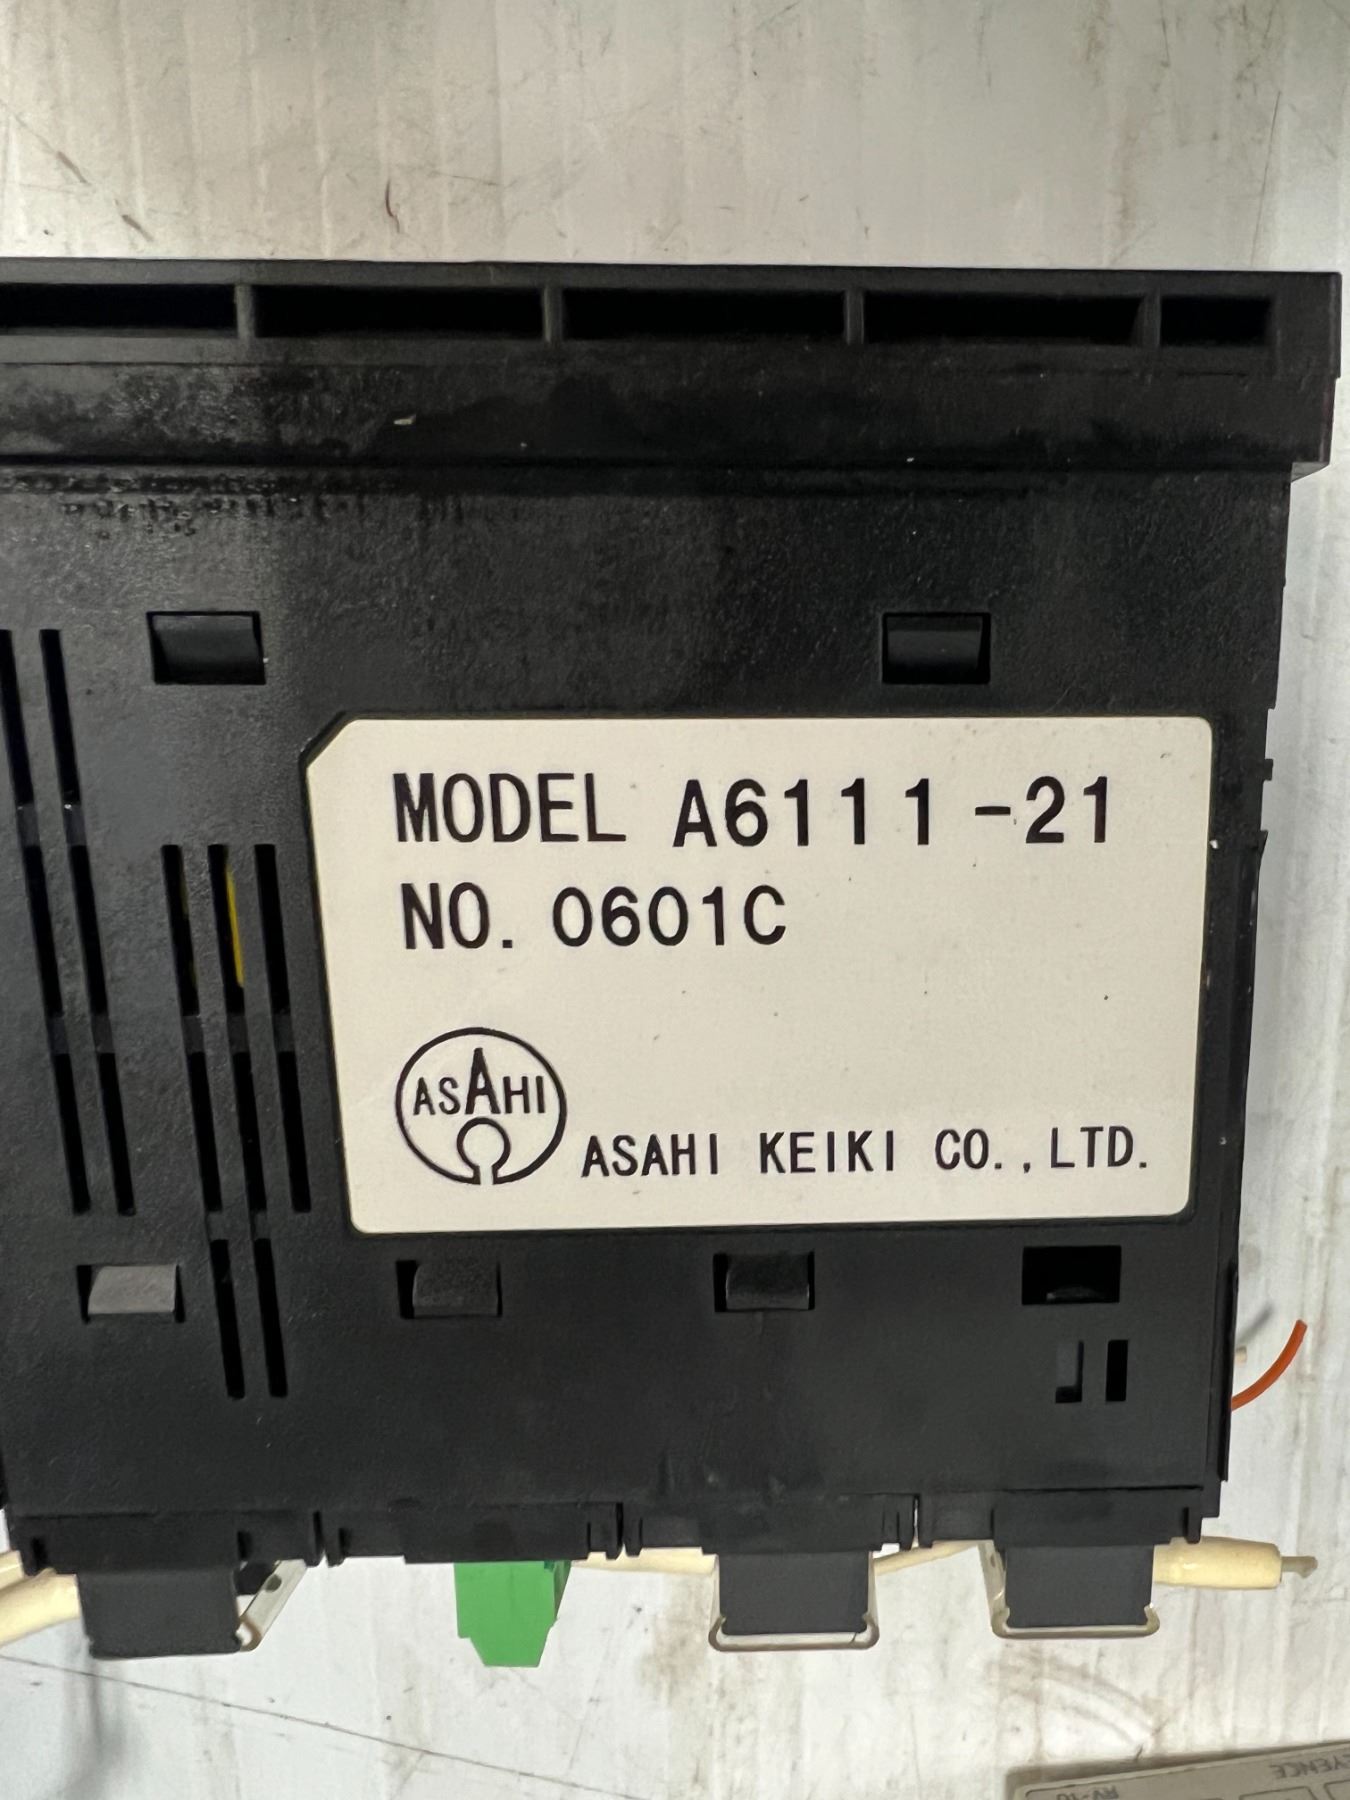 MODEL A6111-21
NO. 0601C
ASAHI
ASAHI KEIKI CO., LTD.